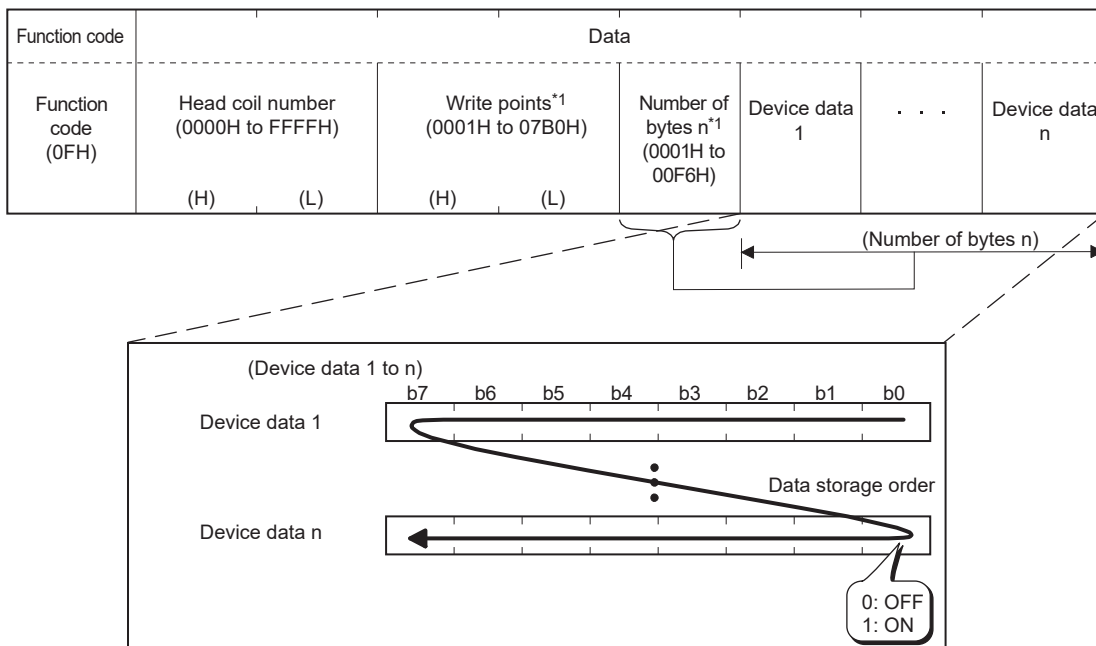 Function code
Data
Function
code
(0FH)
Head coil number
(0000H to FFFFH)
(H) (L)
Write points*1
(0001H to 07B0H)
(H) (L)
Number of
bytes n*1
(0001H to
00F6H)
Device data
1
· · ·
Device data
n
(Number of bytes n)
(Device data 1 to n)
b7 b6 b5 b4 b3 b2 b1 b0
Device data 1
Data storage order
Device data n
0: OFF
1: ON